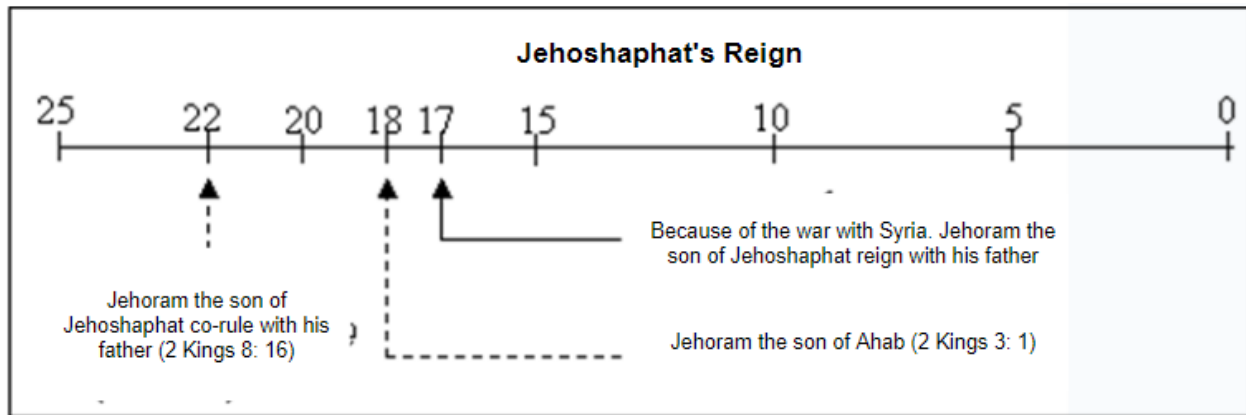 Jehoshaphat's Reign
25 22 20 18 17 15 10 5 0
Because of the war with Syria. Jehoram the
son of Jehoshaphat reign with his father
Jehoram the son of
Jehoshaphat co-rule with his
father (2 Kings 8: 16)
Jehoram the son of Ahab (2 Kings 3: 1)